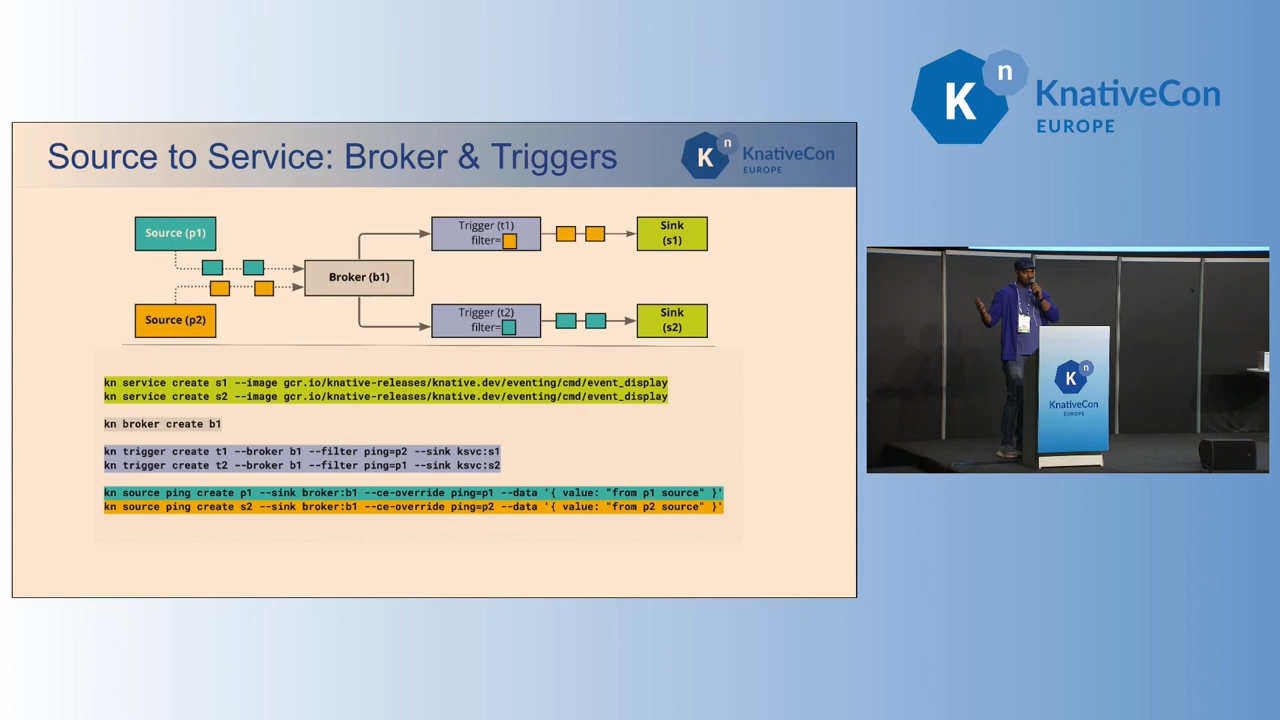 Kn
KnativeCon
EUROPE
Source to Service: Broker & Triggers
Kn
KnativeCon
EUROPE
Source (p1)
Source (p2)
Broker (b1)
Trigger (t1)
filter=
Sink
(s1)
Trigger (t2)
filter=
Sink
(s2)
kn service create s1 --image gcr.io/knative-releases/knative.dev/eventing/cmd/event_display
kn service create s2 --image gcr.io/knative-releases/knative.dev/eventing/cmd/event_display
kn broker create b1
kn trigger create t1 --broker b1 --filter ping=p2 --sink ksvc:s1
kn trigger create t2 --broker b1 --filter ping=p1 --sink ksvc:s2
kn source ping create p1 --sink broker:b1 --ce-override ping=p1 --data '{ value: "from p1 source" }'
kn source ping create s2 --sink broker:b1 --ce-override ping=p2 --data '{ value: "from p2 source" }'
Kn
KnativeCon
EUROPE